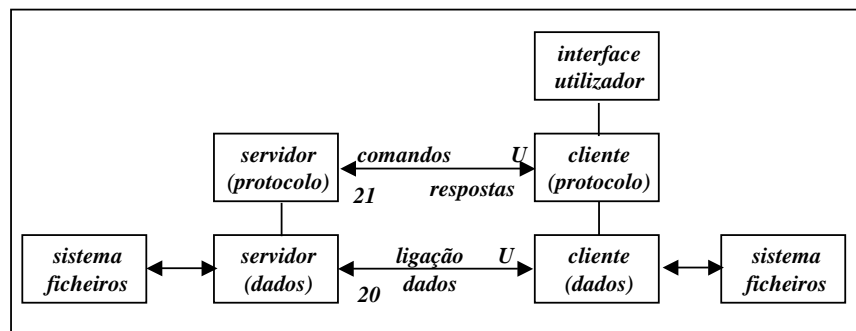 interface
utilizador
servidor
(protocolo)
comandos U
21 respostas
cliente
(protocolo)
sistema
ficheiros
servidor
(dados)
ligação U
20 dados
cliente
(dados)
sistema
ficheiros